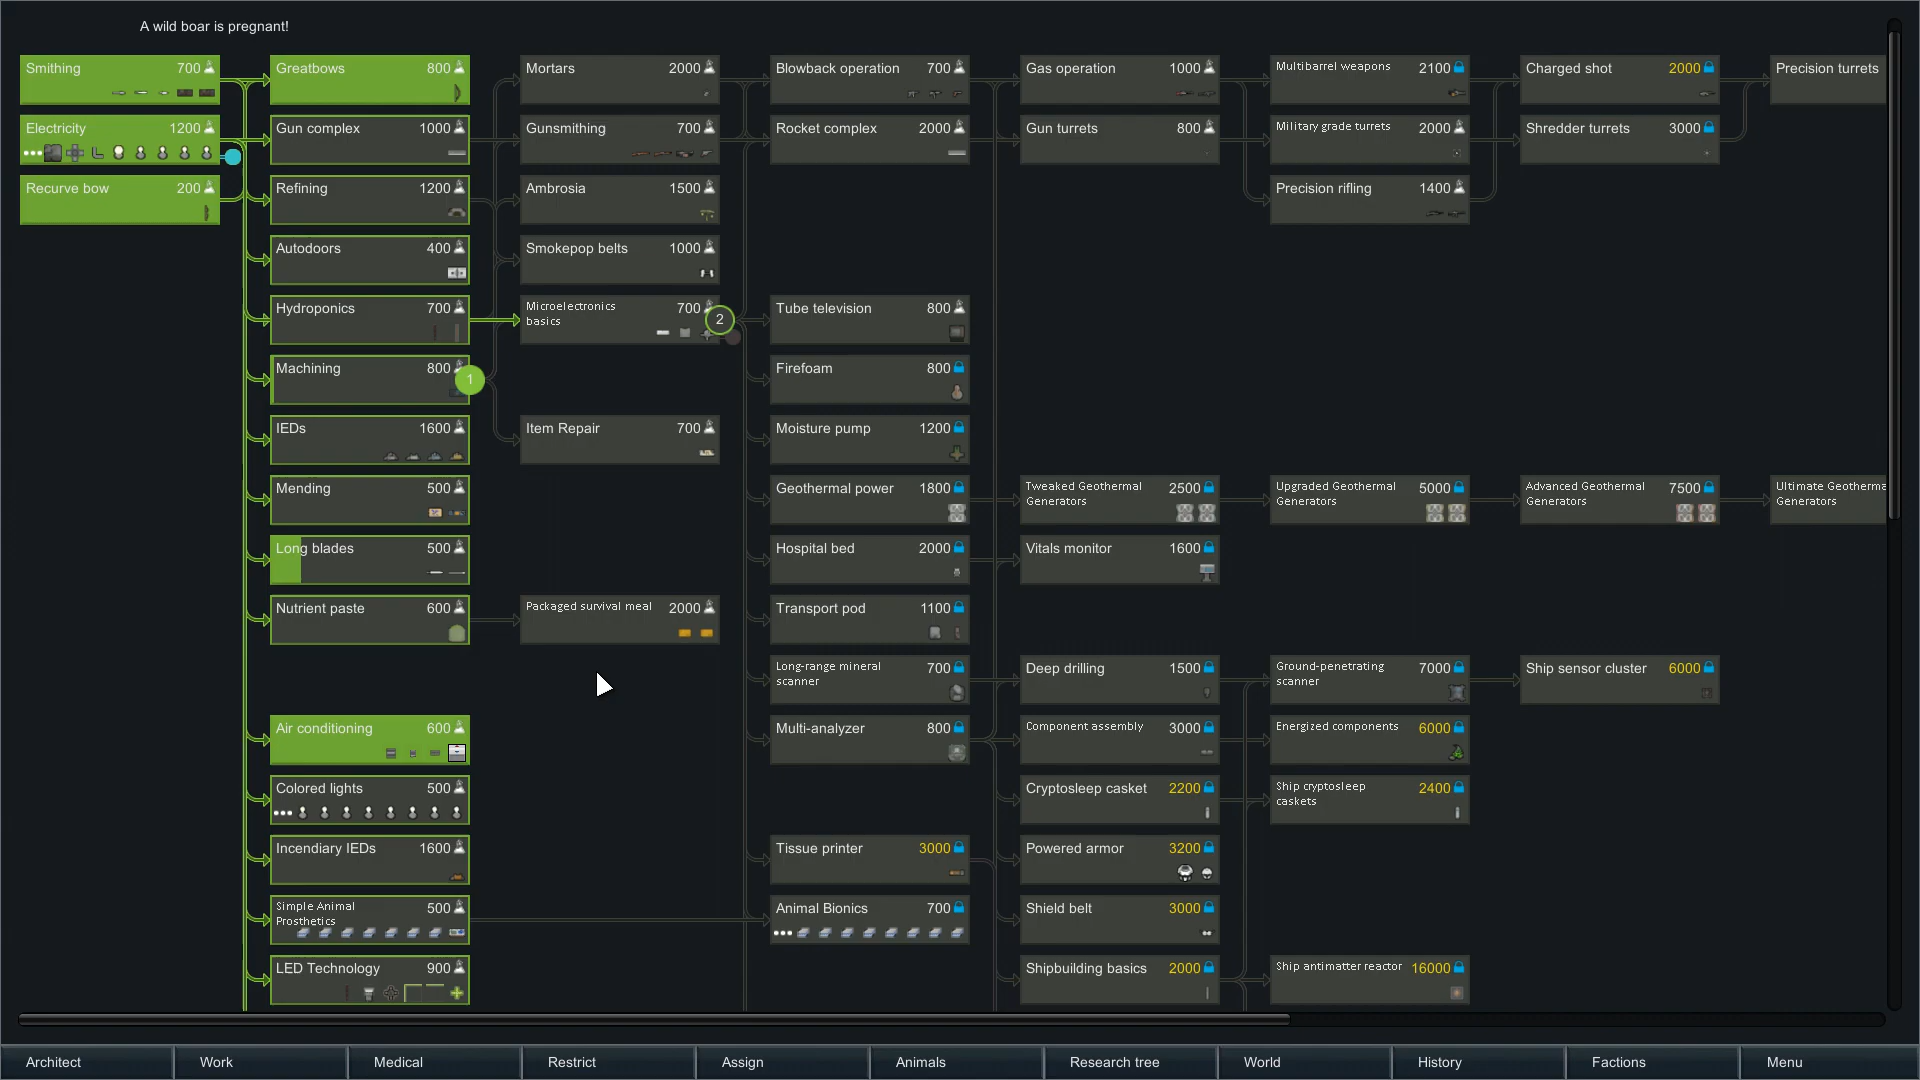 A wild boar is pregnant!
Smithing 700
Greatbows 800
Mortars 2000
Blowback operation 700
Gas operation 1000
Multibarrel weapons 2100
Charged shot 2000
Precision turrets
Electricity 1200
Gun complex 1000
Gunsmithing 700
Rocket complex 2000
Gun turrets 800
Military grade turrets 2000
Shredder turrets 3000
Recurve bow 200
Refining 1200
Ambrosia 1500
Precision rifling 1400
Autodoors 400
Smokepop belts 1000
Hydroponics 700
Microelectronics 700
basics
2
Tube television 800
Machining 800
1
Firefoam 800
IEDs 1600
Item Repair 700
Moisture pump 1200
Mending 500
Geothermal power 1800
Tweaked Geothermal 2500
Generators
Upgraded Geothermal 5000
Generators
Advanced Geothermal 7500
Generators
Ultimate Geotherma
Generators
Long blades 500
Hospital bed 2000
Vitals monitor 1600
Nutrient paste 600
Packaged survival meal 2000
Transport pod 1100
Long-range mineral 700
scanner
Deep drilling 1500
Ground-penetrating 7000
scanner
Ship sensor cluster 6000
Air conditioning 600
Multi-analyzer 800
Component assembly 3000
Energized components 6000
Colored lights 500
Cryptosleep casket 2200
Ship cryptosleep 2400
caskets
Incendiary IEDs 1600
Tissue printer 3000
Powered armor 3200
Simple Animal 500
Prosthetics
Animal Bionics 700
Shield belt 3000
LED Technology 900
Shipbuilding basics 2000
Ship antimatter reactor 16000
Architect Work Medical Restrict Assign Animals Research tree World History Factions Menu